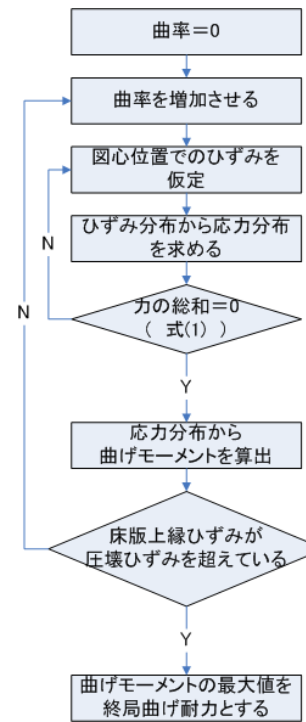 曲率＝0
曲率を増加させる
図心位置でのひずみを
仮定
N
ひずみ分布から応力分布
を求める
N
力の総和＝0
（　式(1)　）
Y
応力分布から
曲げモーメントを算出
床版上縁ひずみが
圧壊ひずみを超えている
Y
曲げモーメントの最大値を
終局曲げ耐力とする